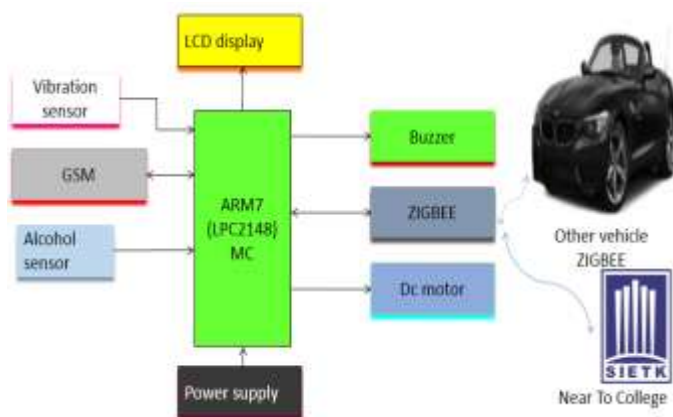 LCD display
Vibration
sensor
GSM
Alcohol
sensor
ARM7
(LPC2148)
MC
Power supply
Buzzer
ZIGBEE
Dc motor
Other vehicle
ZIGBEE
SIETK
Near To College